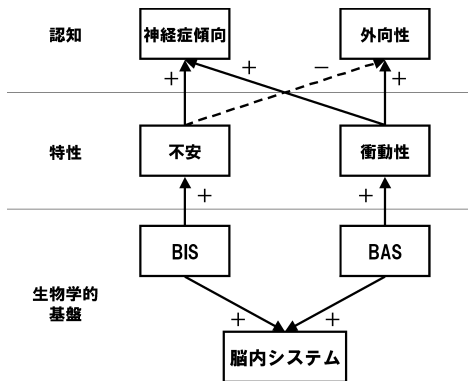 認知
神経症傾向
外向性
+
+
−
+
特性
不安
衝動性
+
+
BIS
BAS
生物学的
基盤
+
+
脳内システム